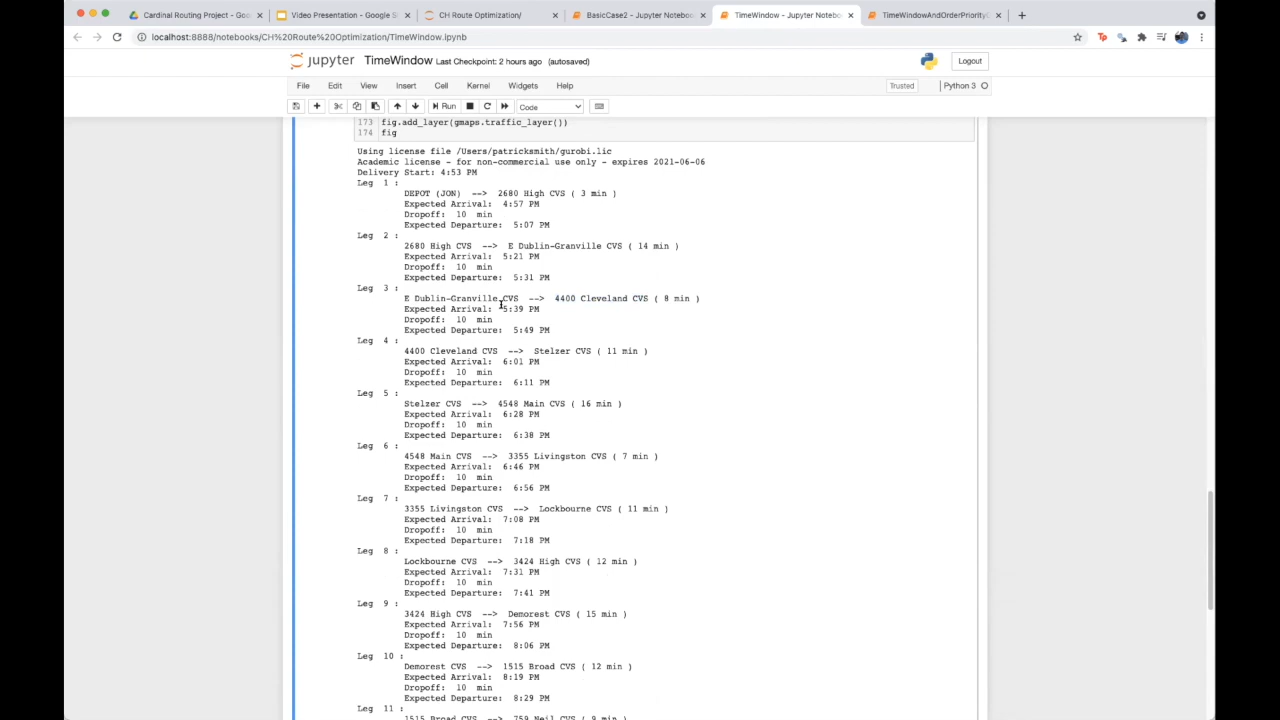 Cardinal Routing Project - Goo
Video Presentation - Google S
CH Route Optimization/
BasicCase2 - Jupyter Noteboo
TimeWindow - Jupyter Noteboo
TimeWindowAndOrderPriority
localhost:8888/notebooks/CH%20Route%20Optimization/TimeWindow.ipynb
jupyter TimeWindow Last Checkpoint: 2 hours ago (autosaved)
Logout
File Edit View Insert Cell Kernel Widgets Help
Trusted
Python 3
Run
Code
173 fig.add_layer(gmaps.traffic_layer())
174 fig
Using license file /Users/patricksmith/gurobi.lic
Academic license - for non-commercial use only - expires 2021-06-06
Delivery Start: 4:53 PM
Leg 1 :
DEPOT (JON) --> 2680 High CVS ( 3 min )
Expected Arrival: 4:57 PM
Dropoff: 10 min
Expected Departure: 5:07 PM
Leg 2 :
2680 High CVS --> E Dublin-Granville CVS ( 14 min )
Expected Arrival: 5:21 PM
Dropoff: 10 min
Expected Departure: 5:31 PM
Leg 3 :
E Dublin-Granville CVS --> 4400 Cleveland CVS ( 8 min )
Expected Arrival: 5:39 PM
Dropoff: 10 min
Expected Departure: 5:49 PM
Leg 4 :
4400 Cleveland CVS --> Stelzer CVS ( 11 min )
Expected Arrival: 6:01 PM
Dropoff: 10 min
Expected Departure: 6:11 PM
Leg 5 :
Stelzer CVS --> 4548 Main CVS ( 16 min )
Expected Arrival: 6:28 PM
Dropoff: 10 min
Expected Departure: 6:38 PM
Leg 6 :
4548 Main CVS --> 3355 Livingston CVS ( 7 min )
Expected Arrival: 6:46 PM
Dropoff: 10 min
Expected Departure: 6:56 PM
Leg 7 :
3355 Livingston CVS --> Lockbourne CVS ( 11 min )
Expected Arrival: 7:08 PM
Dropoff: 10 min
Expected Departure: 7:18 PM
Leg 8 :
Lockbourne CVS --> 3424 High CVS ( 12 min )
Expected Arrival: 7:31 PM
Dropoff: 10 min
Expected Departure: 7:41 PM
Leg 9 :
3424 High CVS --> Demorest CVS ( 15 min )
Expected Arrival: 7:56 PM
Dropoff: 10 min
Expected Departure: 8:06 PM
Leg 10 :
Demorest CVS --> 1515 Broad CVS ( 12 min )
Expected Arrival: 8:19 PM
Dropoff: 10 min
Expected Departure: 8:29 PM
Leg 11 :
1515 Broad CVS --> 759 Neil CVS ( 9 min )